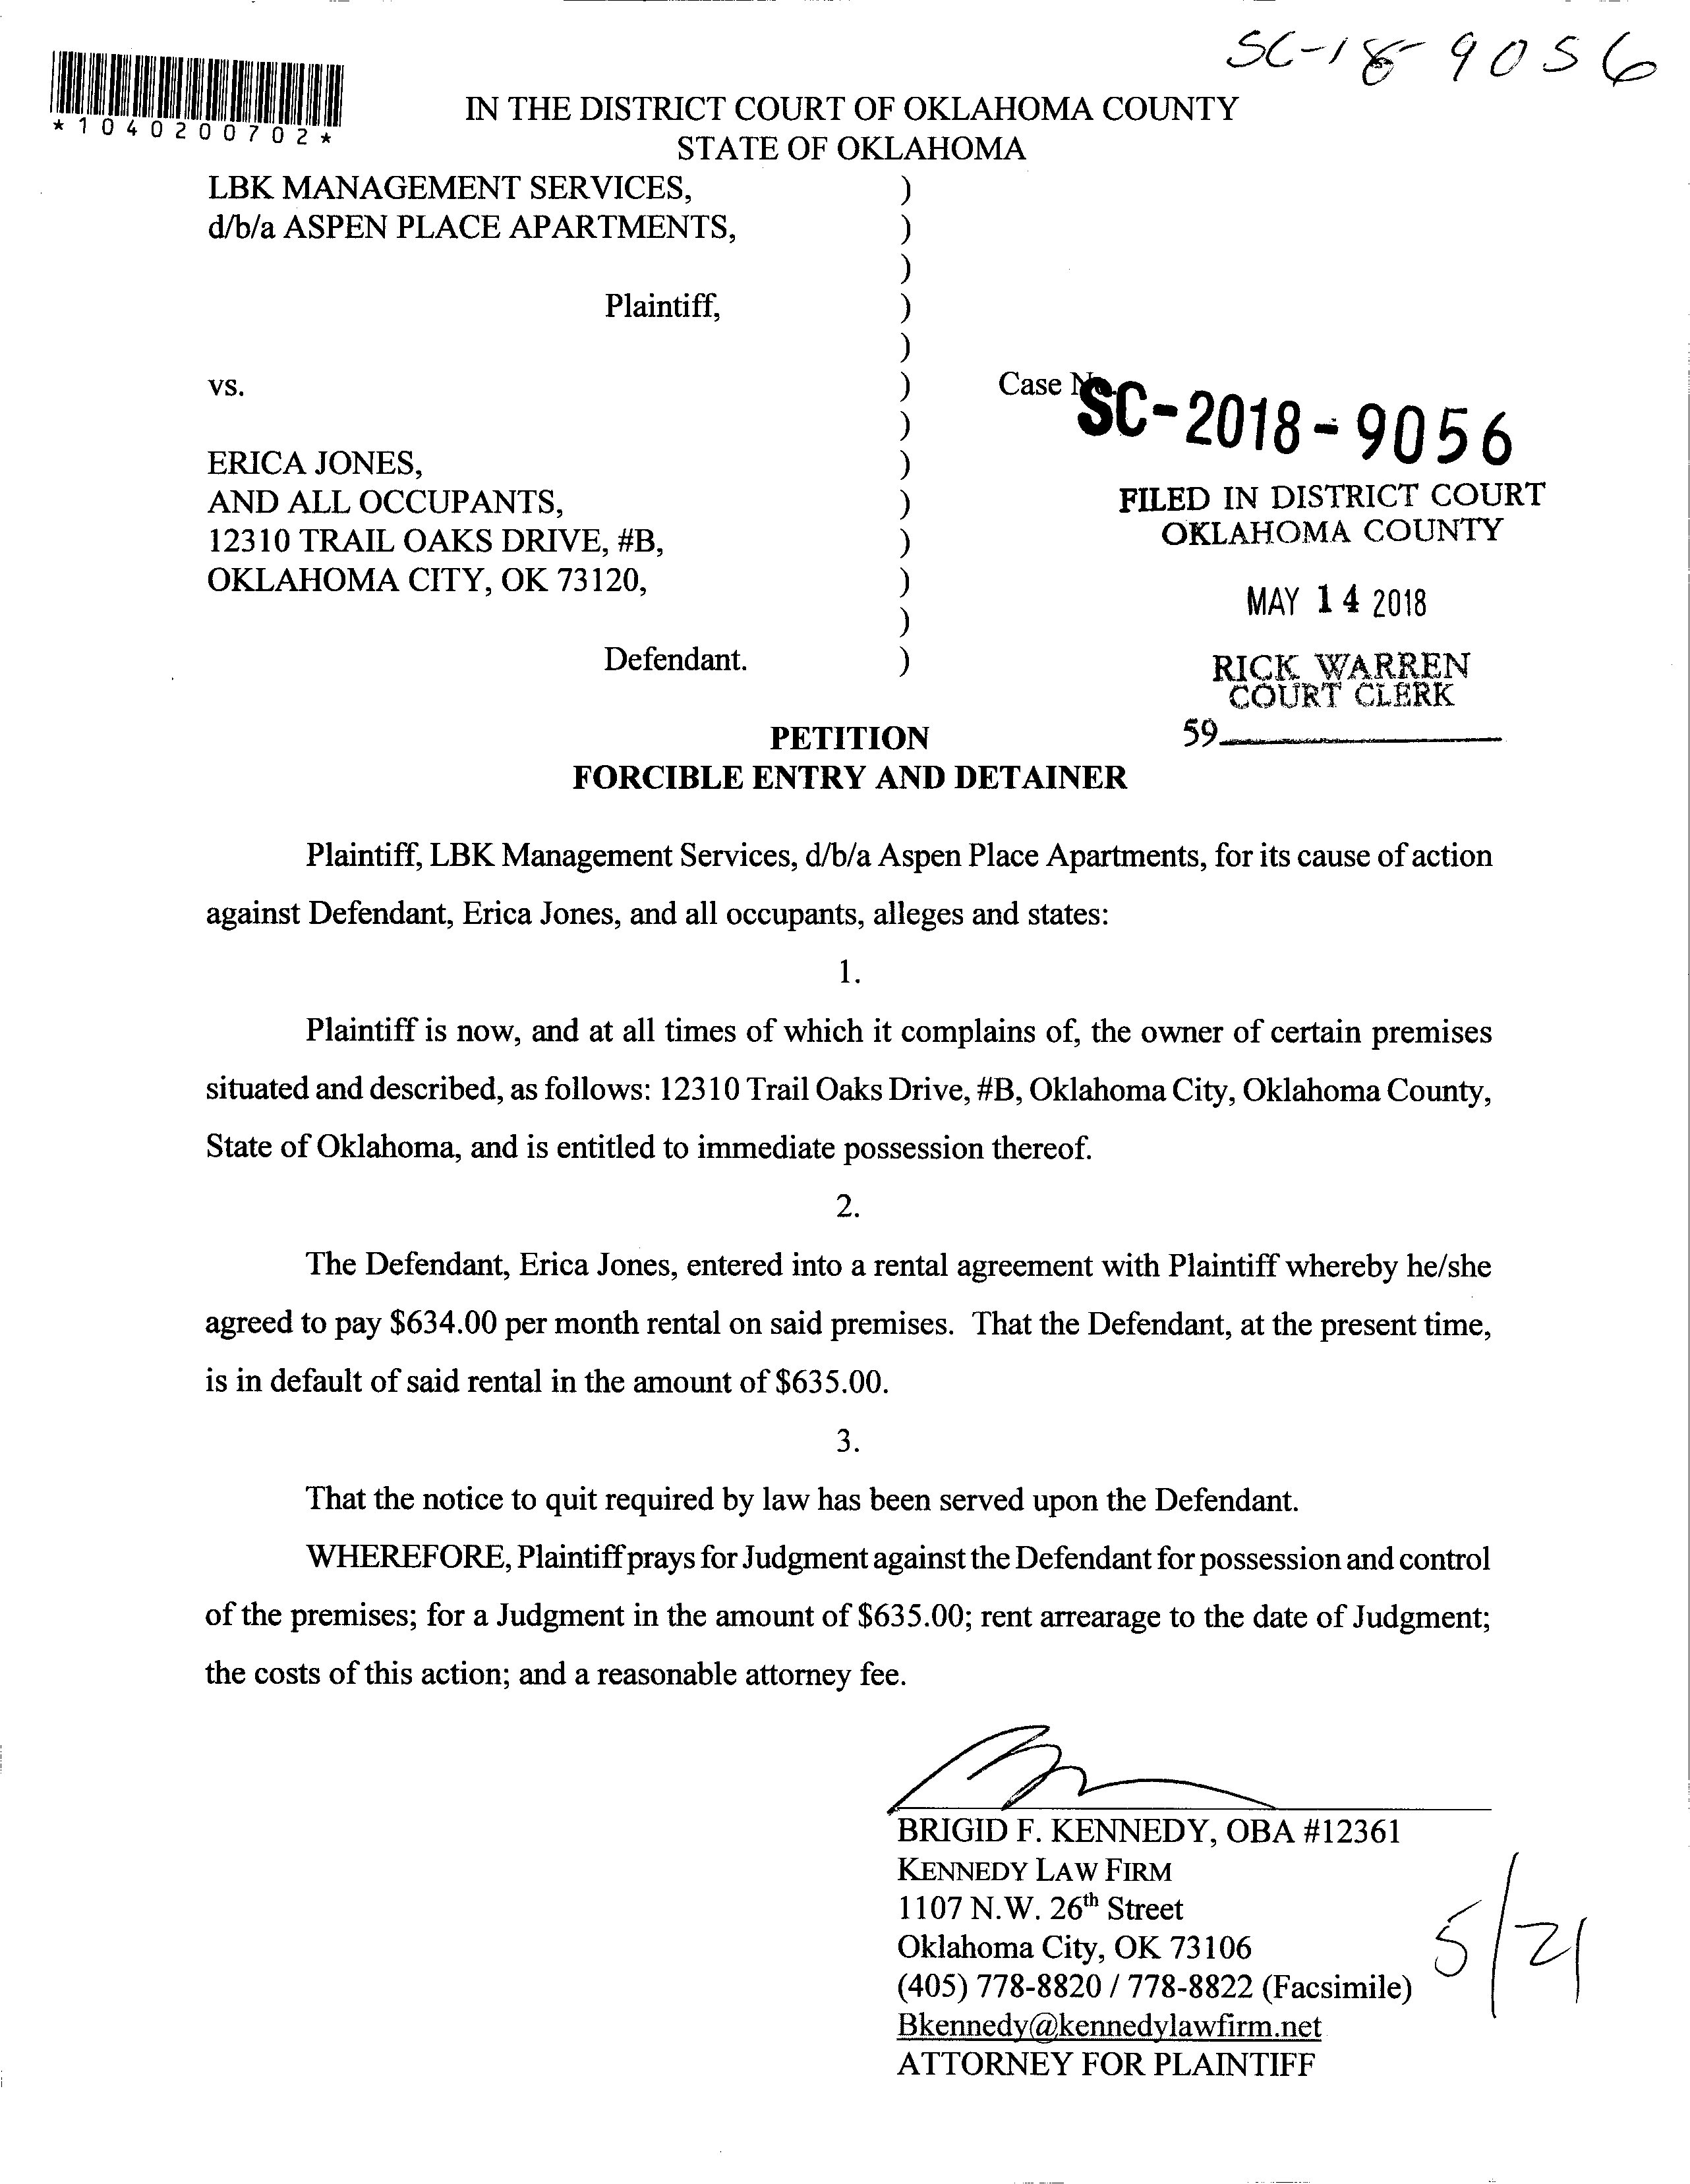 SC-18-9056
*1040200702*
IN THE DISTRICT COURT OF OKLAHOMA COUNTY
STATE OF OKLAHOMA
LBK MANAGEMENT SERVICES, )
d/b/a ASPEN PLACE APARTMENTS, )
)
Plaintiff, )
)
vs. ) Case No.
SC-2018-9056
)
ERICA JONES, )
AND ALL OCCUPANTS, )
12310 TRAIL OAKS DRIVE, #B, )
OKLAHOMA CITY, OK 73120, )
)
Defendant. )
FILED IN DISTRICT COURT
OKLAHOMA COUNTY
MAY 14 2018
RICK WARREN
COURT CLERK
59
PETITION
FORCIBLE ENTRY AND DETAINER
Plaintiff, LBK Management Services, d/b/a Aspen Place Apartments, for its cause of action
against Defendant, Erica Jones, and all occupants, alleges and states:
1.
Plaintiff is now, and at all times of which it complains of, the owner of certain premises
situated and described, as follows: 12310 Trail Oaks Drive, #B, Oklahoma City, Oklahoma County,
State of Oklahoma, and is entitled to immediate possession thereof.
2.
The Defendant, Erica Jones, entered into a rental agreement with Plaintiff whereby he/she
agreed to pay $634.00 per month rental on said premises. That the Defendant, at the present time,
is in default of said rental in the amount of $635.00.
3.
That the notice to quit required by law has been served upon the Defendant.
WHEREFORE, Plaintiff prays for Judgment against the Defendant for possession and control
of the premises; for a Judgment in the amount of $635.00; rent arrearage to the date of Judgment;
the costs of this action; and a reasonable attorney fee.
BRIGID F. KENNEDY, OBA #12361
KENNEDY LAW FIRM
1107 N.W. 26th Street
Oklahoma City, OK 73106
(405) 778-8820 / 778-8822 (Facsimile)
Bkennedy@kennedylawfirm.net
ATTORNEY FOR PLAINTIFF
5/21